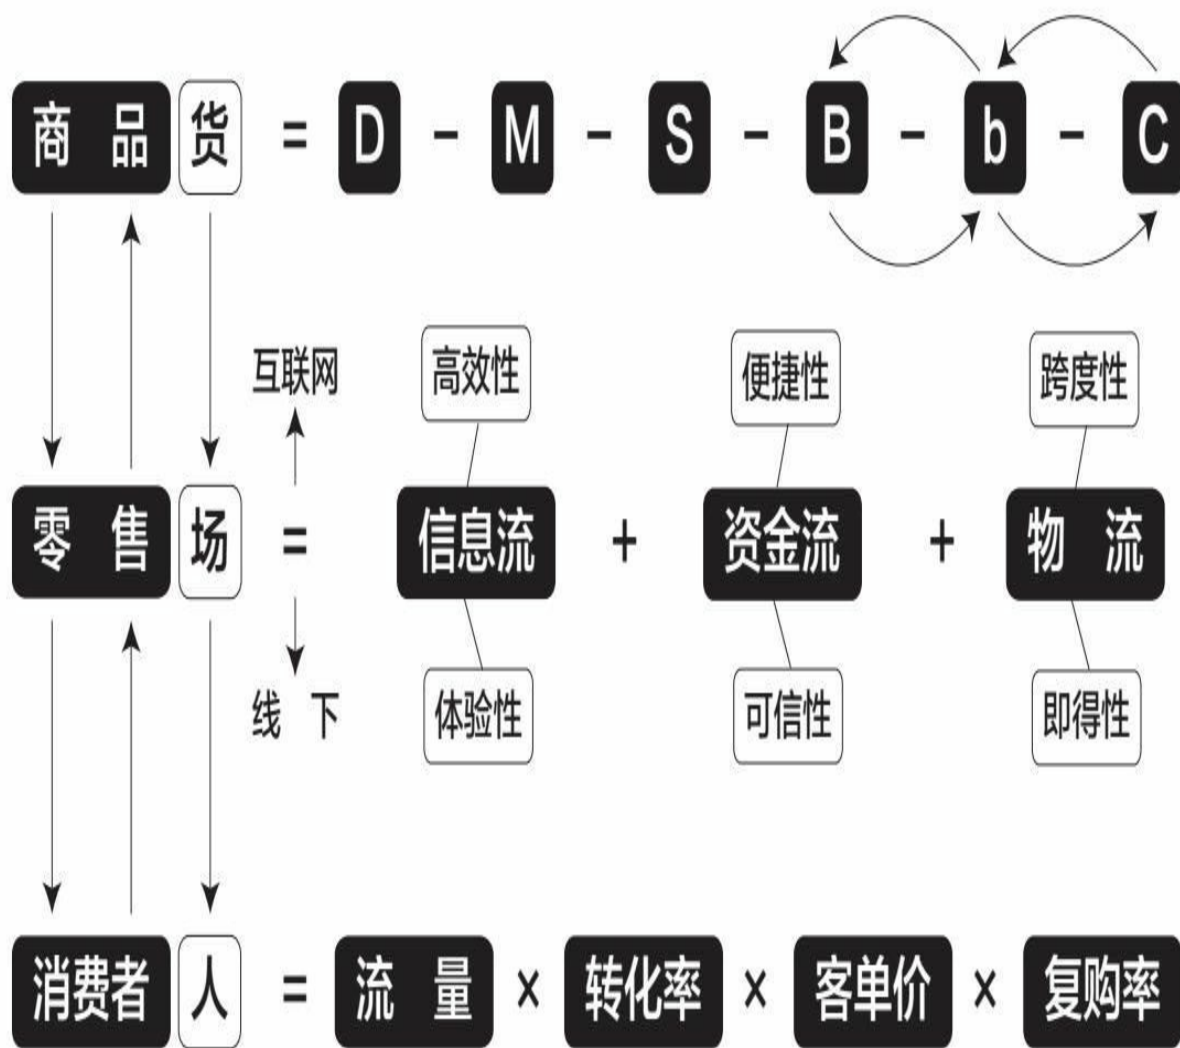 商品 货 = D - M - S - B - b - C
互联网 高效性 便捷性 跨度性
零售 场 = 信息流 + 资金流 + 物流
线下 体验性 可信性 即得性
消费者 人 = 流量 × 转化率 × 客单价 × 复购率